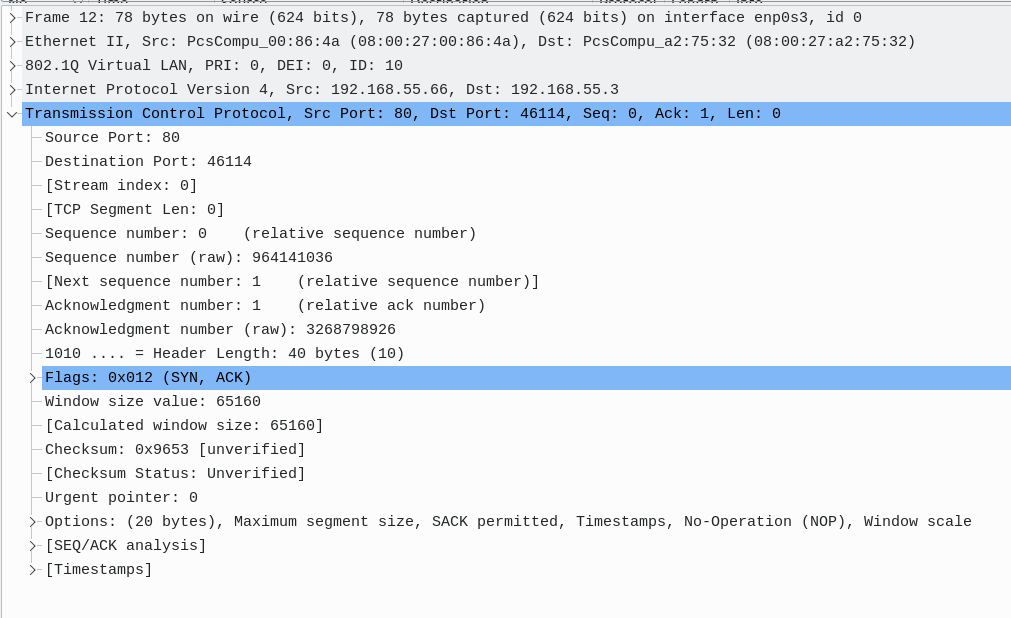 Frame 12: 78 bytes on wire (624 bits), 78 bytes captured (624 bits) on interface enp0s3, id 0
Ethernet II, Src: PcsCompu_00:86:4a (08:00:27:00:86:4a), Dst: PcsCompu_a2:75:32 (08:00:27:a2:75:32)
802.1Q Virtual LAN, PRI: 0, DEI: 0, ID: 10
Internet Protocol Version 4, Src: 192.168.55.66, Dst: 192.168.55.3
Transmission Control Protocol, Src Port: 80, Dst Port: 46114, Seq: 0, Ack: 1, Len: 0
Source Port: 80
Destination Port: 46114
[Stream index: 0]
[TCP Segment Len: 0]
Sequence number: 0    (relative sequence number)
Sequence number (raw): 964141036
[Next sequence number: 1    (relative sequence number)]
Acknowledgment number: 1    (relative ack number)
Acknowledgment number (raw): 3268798926
1010 .... = Header Length: 40 bytes (10)
Flags: 0x012 (SYN, ACK)
Window size value: 65160
[Calculated window size: 65160]
Checksum: 0x9653 [unverified]
[Checksum Status: Unverified]
Urgent pointer: 0
Options: (20 bytes), Maximum segment size, SACK permitted, Timestamps, No-Operation (NOP), Window scale
[SEQ/ACK analysis]
[Timestamps]